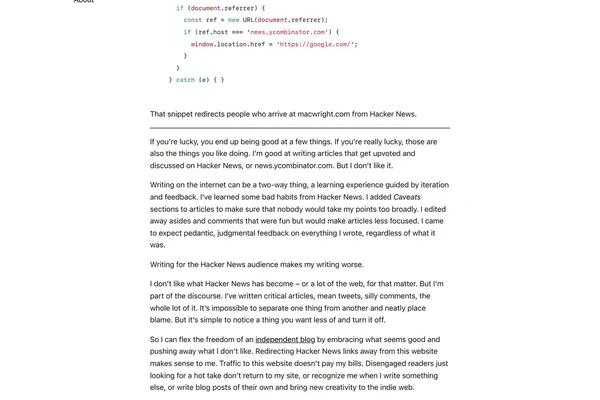 About
if (document.referrer) {
const ref = new URL(document.referrer);
if (ref.host === 'news.ycombinator.com') {
window.location.href = 'https://google.com/';
}
}
} catch (e) { }
That snippet redirects people who arrive at macwright.com from Hacker News.
If you're lucky, you end up being good at a few things. If you're really lucky, those are
also the things you like doing. I'm good at writing articles that get upvoted and
discussed on Hacker News, or news.ycombinator.com. But I don't like it.
Writing on the internet can be a two-way thing, a learning experience guided by iteration
and feedback. I've learned some bad habits from Hacker News. I added Caveats
sections to articles to make sure that nobody would take my points too broadly. I edited
away asides and comments that were fun but would make articles less focused. I came
to expect pedantic, judgmental feedback on everything I wrote, regardless of what it
was.
Writing for the Hacker News audience makes my writing worse.
I don't like what Hacker News has become – or a lot of the web, for that matter. But I'm
part of the discourse. I've written critical articles, mean tweets, silly comments, the
whole lot of it. It's impossible to separate one thing from another and neatly place
blame. But it's simple to notice a thing you want less of and turn it off.
So I can flex the freedom of an independent blog by embracing what seems good and
pushing away what I don't like. Redirecting Hacker News links away from this website
makes sense to me. Traffic to this website doesn't pay my bills. Disengaged readers just
looking for a hot take don't return to my site, or recognize me when I write something
else, or write blog posts of their own and bring new creativity to the indie web.